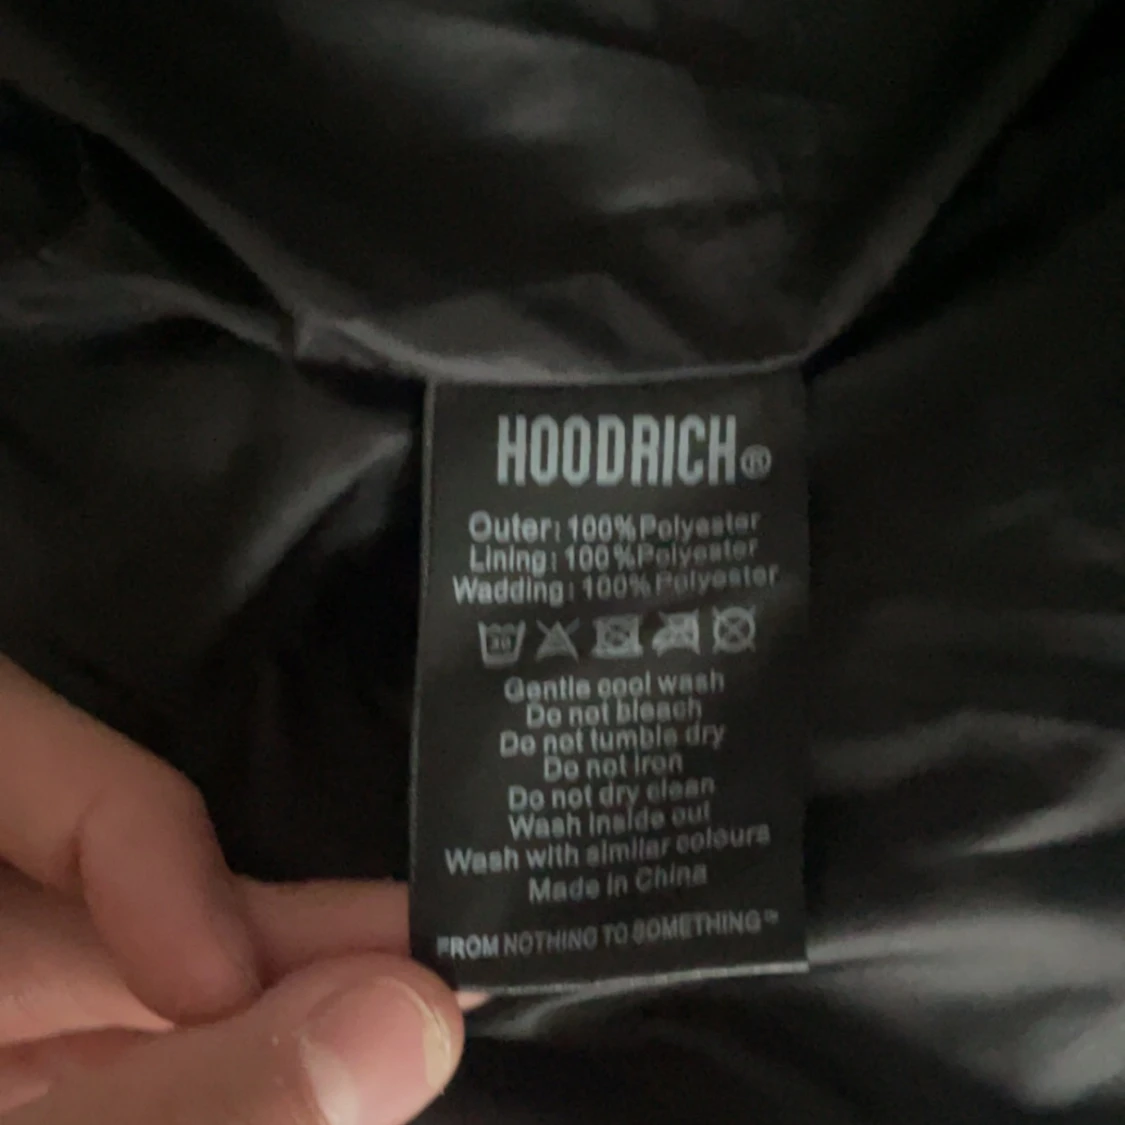 HOODRICH®
Outer: 100% Polyester
Lining: 100% Polyester
Wadding: 100% Polyester
30
Gentle cool wash
Do not bleach
Do not tumble dry
Do not iron
Do not dry clean
Wash inside out
Wash with similar colours
Made in China
FROM NOTHING TO SOMETHING™